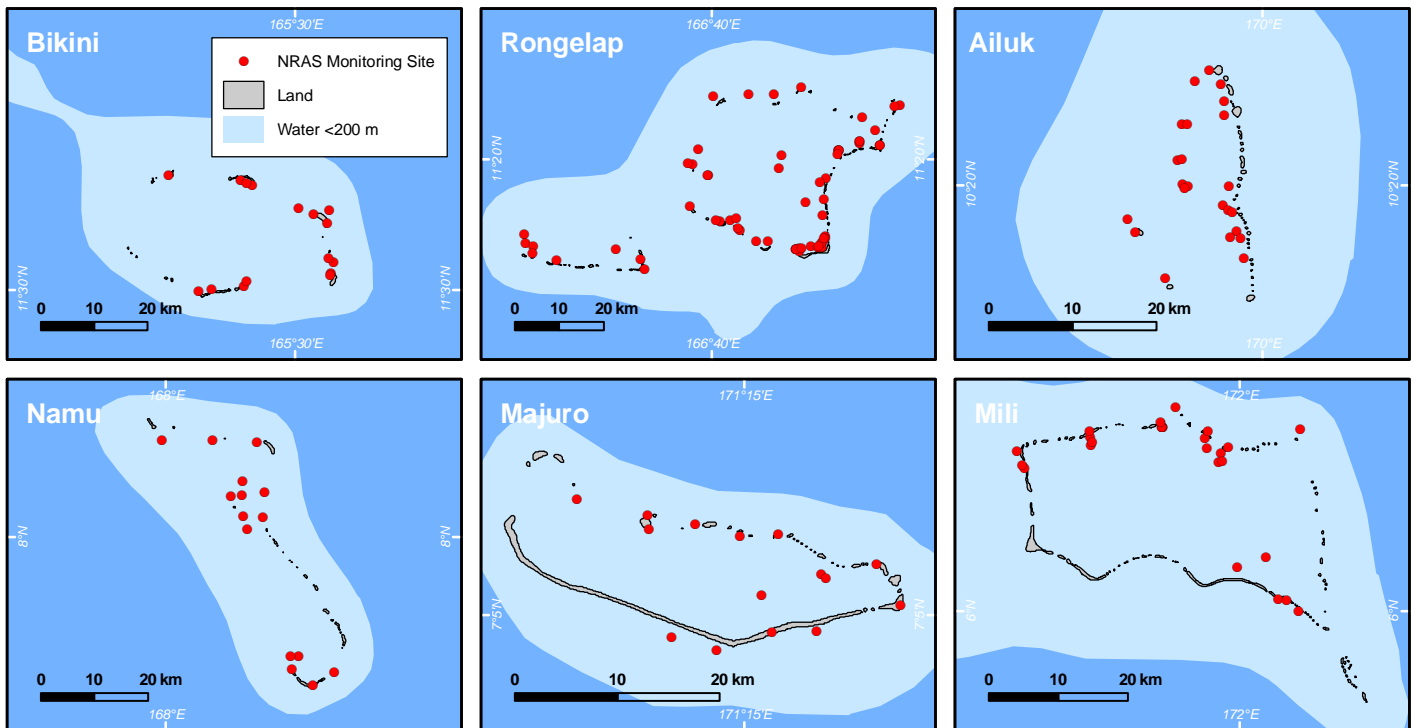 165°30'E
Bikini
NRAS Monitoring Site
Land
Water <200 m
11°30'N
11°30'N
0 10 20 km
165°30'E
166°40'E
Rongelap
11°20'N
11°20'N
0 10 20 km
166°40'E
170°E
Ailuk
10°20'N
10°20'N
0 10 20 km
170°E
168°E
Namu
8°N
8°N
0 10 20 km
168°E
171°15'E
Majuro
7°5'N
7°5'N
0 10 20 km
171°15'E
172°E
Mili
6°N
6°N
0 10 20 km
172°E